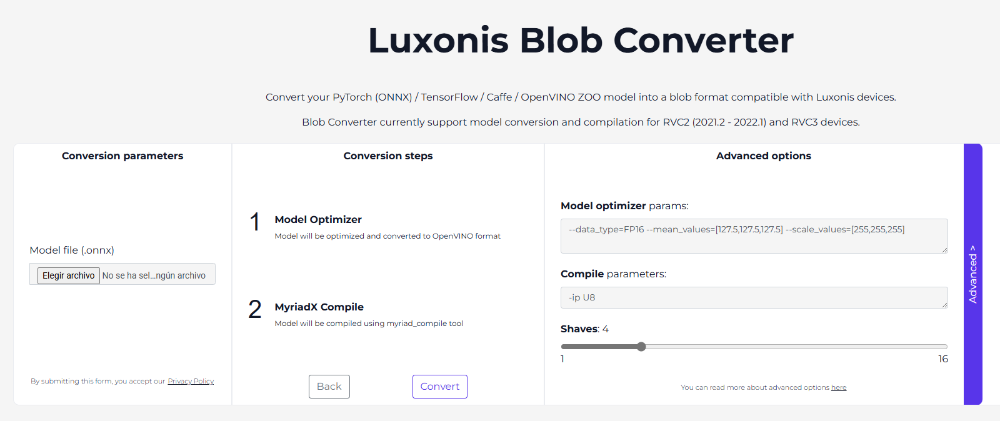 Luxonis Blob Converter
Convert your PyTorch (ONNX) / TensorFlow / Caffe / OpenVINO ZOO model into a blob format compatible with Luxonis devices.
Blob Converter currently support model conversion and compilation for RVC2 (2021.2 - 2022.1) and RVC3 devices.
Conversion parameters
Model file (.onnx)
Elegir archivo No se ha sel...ngún archivo
By submitting this form, you accept our Privacy Policy
Conversion steps
1 Model Optimizer
Model will be optimized and converted to OpenVINO format
2 MyriadX Compile
Model will be compiled using myriad_compile tool
Back
Convert
Advanced options
Model optimizer params:
--data_type=FP16 --mean_values=[127.5,127.5,127.5] --scale_values=[255,255,255]
Compile parameters:
-ip U8
Shaves: 4
1
16
You can read more about advanced options here
Advanced >